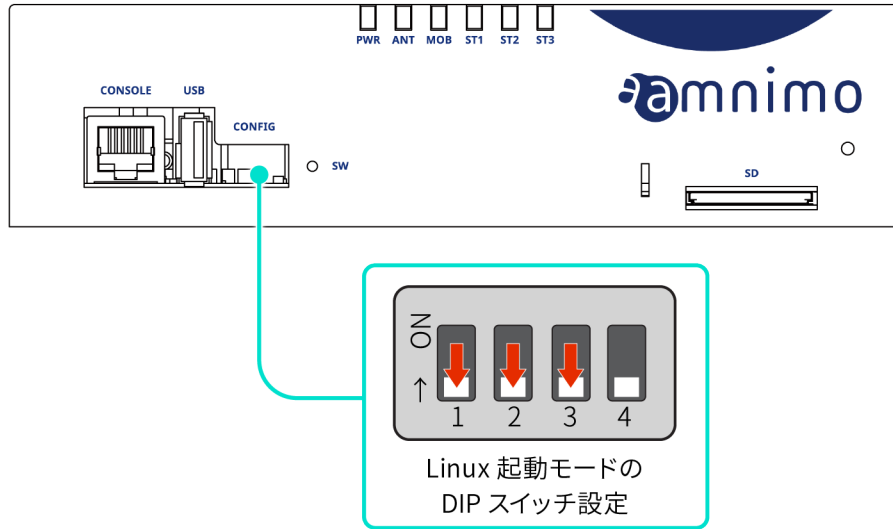 PWR ANT MOB ST1 ST2 ST3
amnimo
CONSOLE USB
CONFIG
SW
SD
ON
↑
1 2 3 4
Linux 起動モードの
DIP スイッチ設定